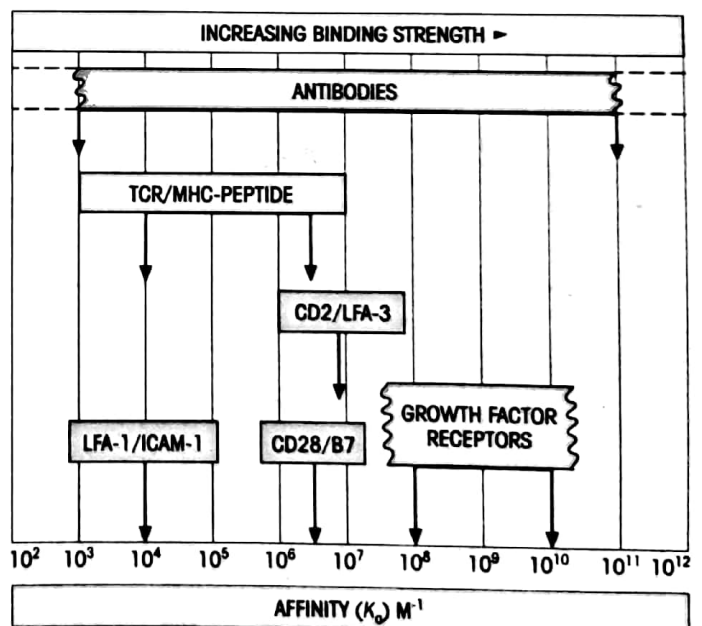 INCREASING BINDING STRENGTH ►
ANTIBODIES
TCR/MHC-PEPTIDE
CD2/LFA-3
GROWTH FACTOR
RECEPTORS
LFA-1/ICAM-1
CD28/B7
10² 10³ 10⁴ 10⁵ 10⁶ 10⁷ 10⁸ 10⁹ 10¹⁰ 10¹¹ 10¹²
AFFINITY (Kₐ) M⁻¹